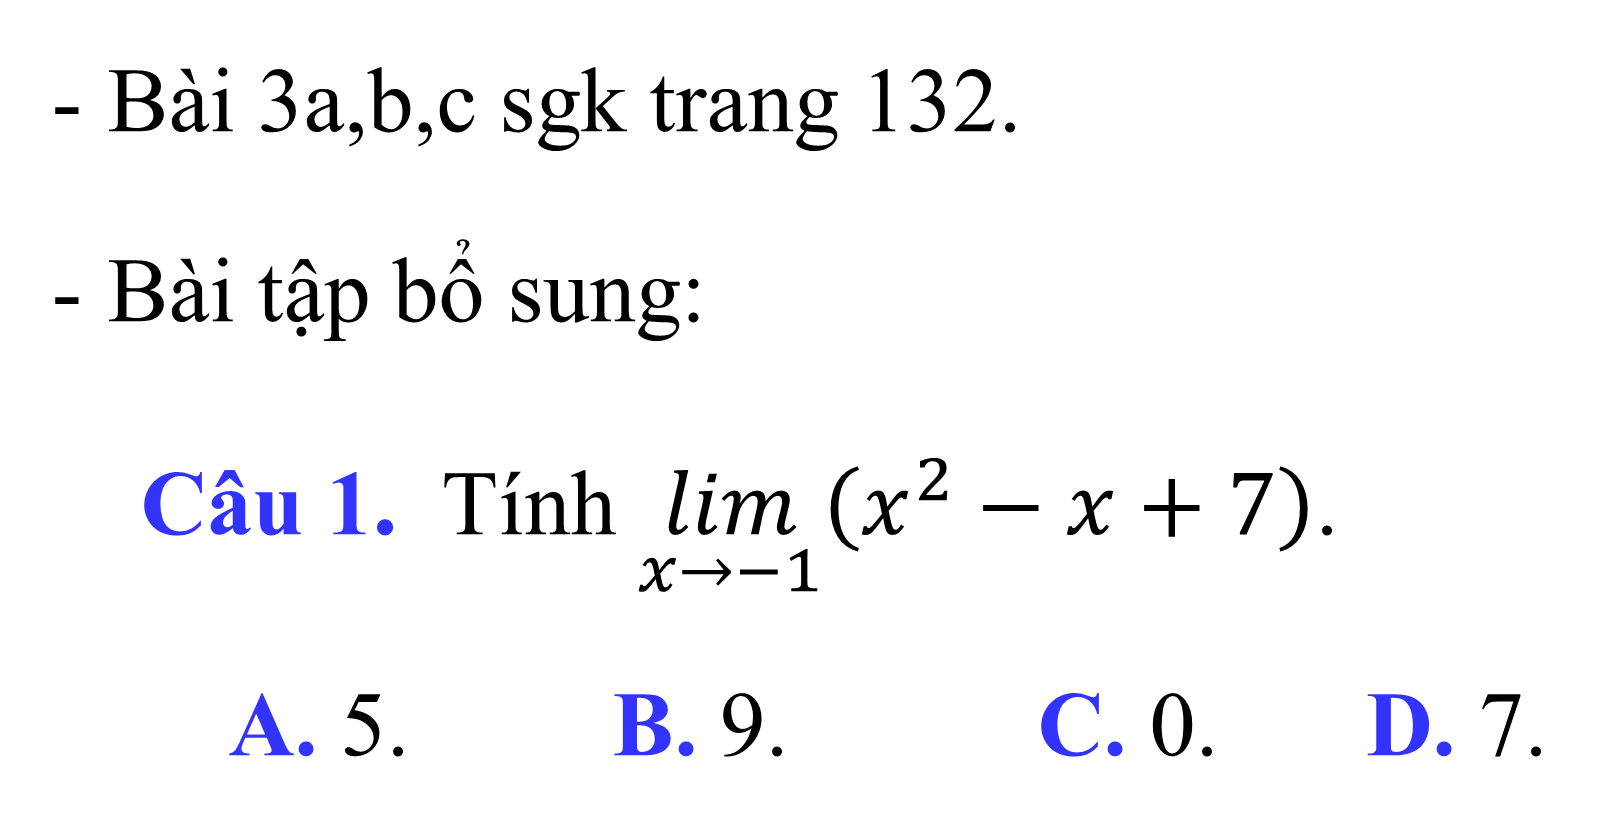 - Bài 3a,b,c sgk trang 132.
- Bài tập bổ sung:
Câu 1. Tính lim (x² − x + 7).
x→−1
A. 5. B. 9. C. 0. D. 7.